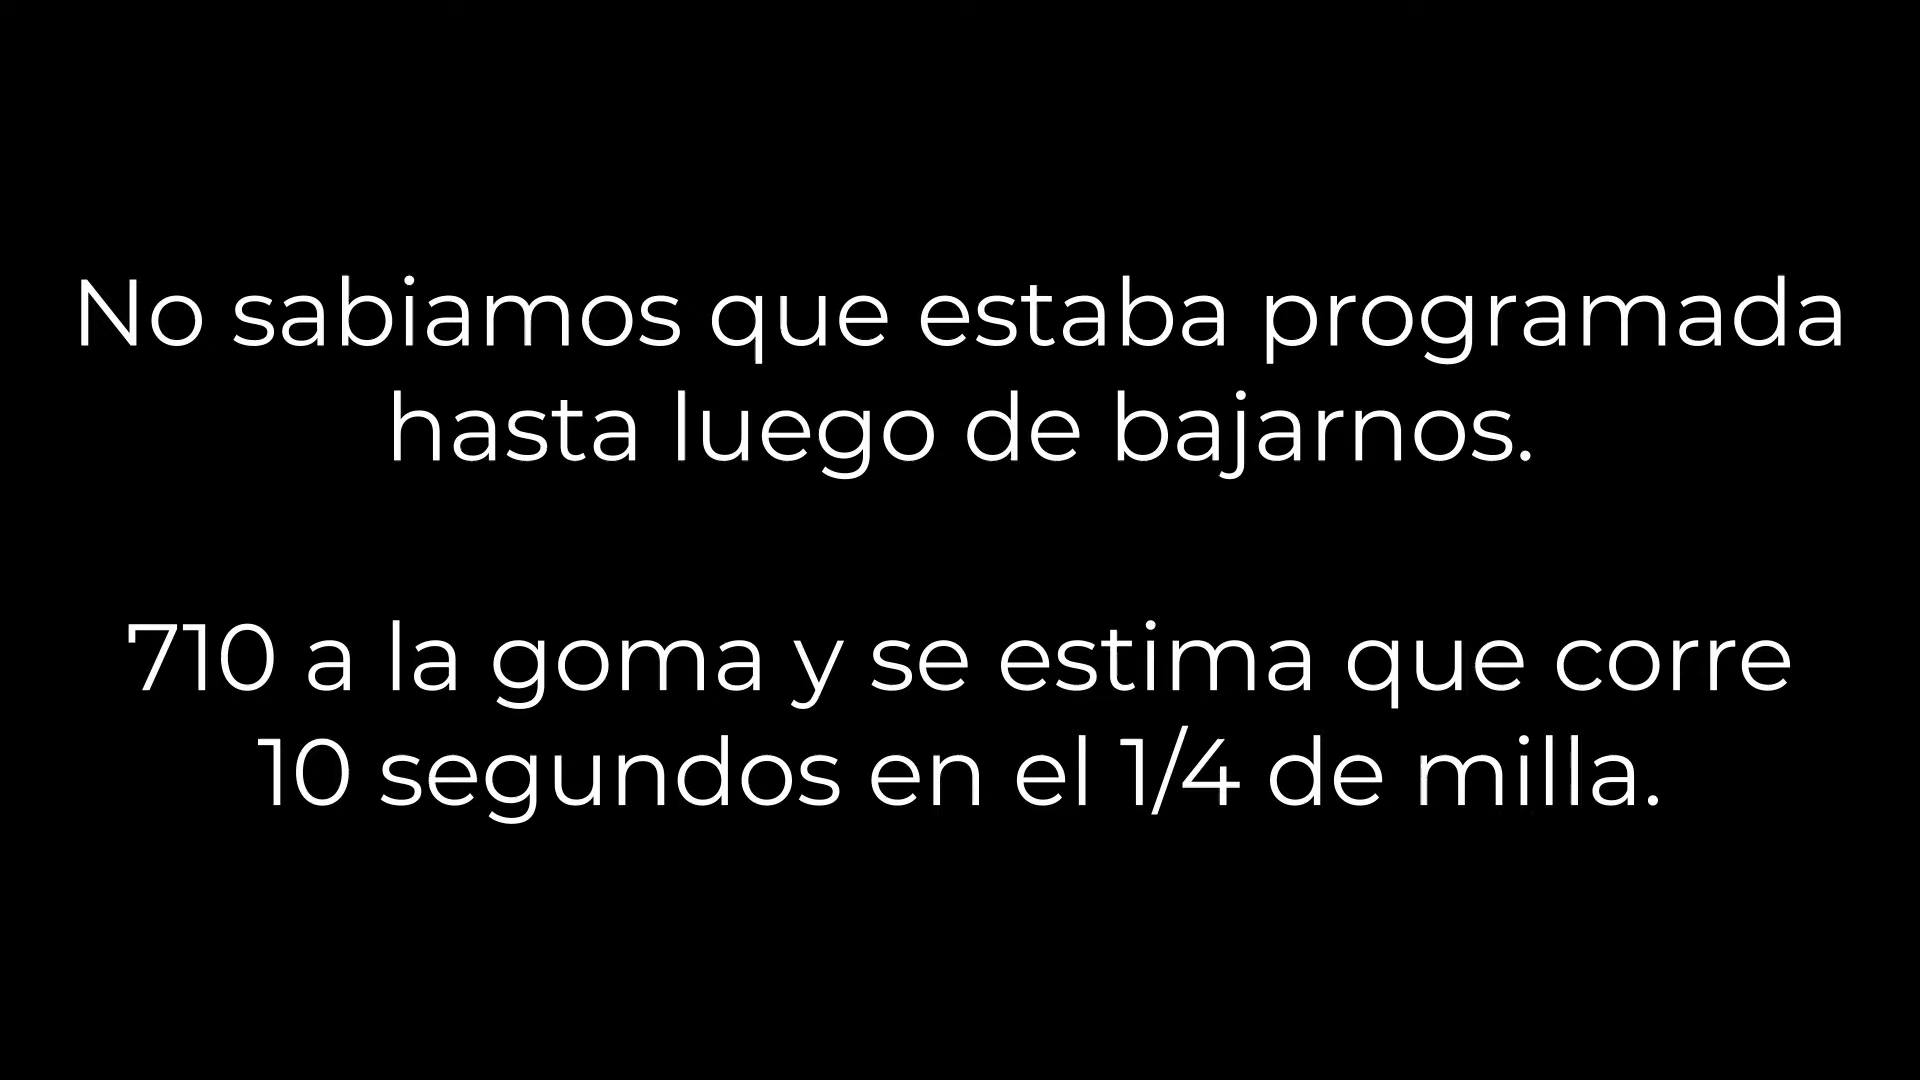 No sabiamos que estaba programada
hasta luego de bajarnos.
710 a la goma y se estima que corre
10 segundos en el 1/4 de milla.